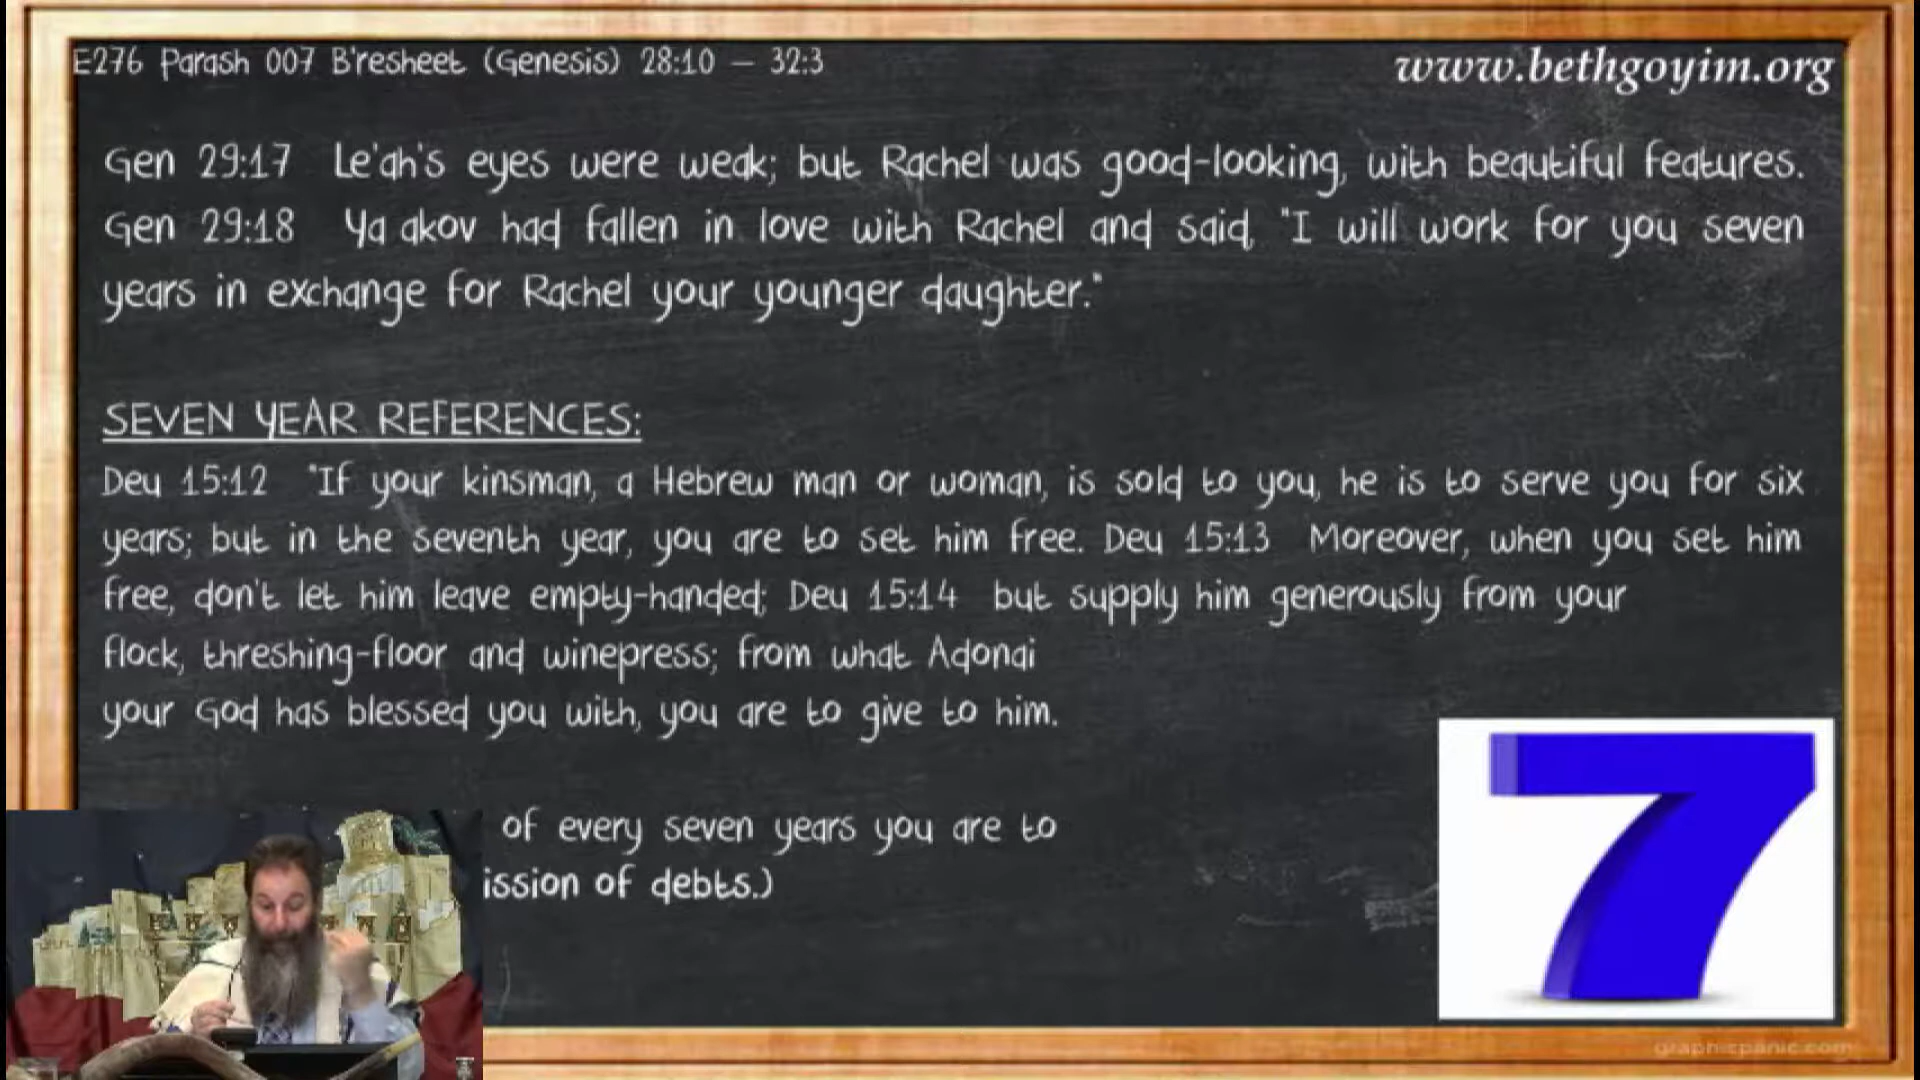 E276 Parash 007 B'resheet (Genesis) 28:10 – 32:3
www.bethgoyim.org
Gen 29:17 Le'ah's eyes were weak; but Rachel was good-looking, with beautiful features.
Gen 29:18 Ya akov had fallen in love with Rachel and said, "I will work for you seven
years in exchange for Rachel your younger daughter."
SEVEN YEAR REFERENCES:
Deu 15:12 "If your kinsman, a Hebrew man or woman, is sold to you, he is to serve you for six
years; but in the seventh year, you are to set him free. Deu 15:13 Moreover, when you set him
free, don't let him leave empty-handed; Deu 15:14 but supply him generously from your
flock, threshing-floor and winepress; from what Adonai
your God has blessed you with, you are to give to him.
of every seven years you are to
ission of debts.)
7
graphicpanic.com